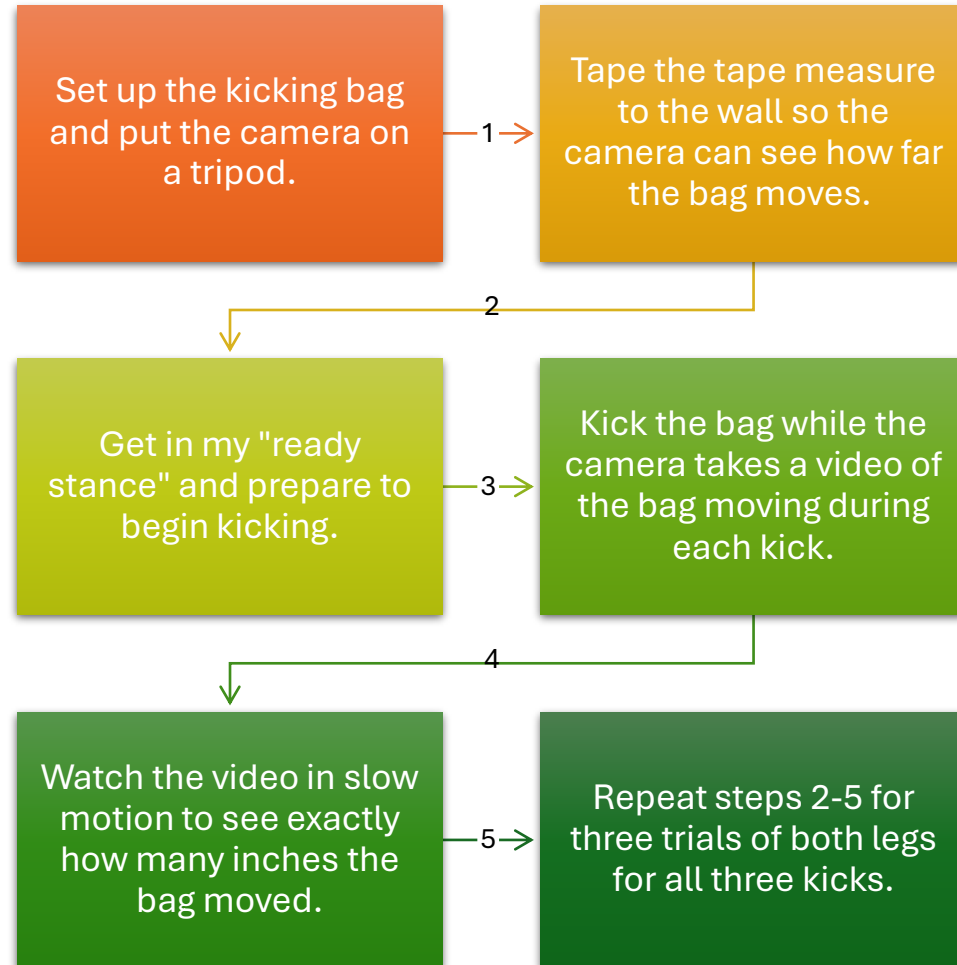 Set up the kicking bag
and put the camera on
a tripod.
1
Tape the tape measure
to the wall so the
camera can see how far
the bag moves.
2
Get in my "ready
stance" and prepare to
begin kicking.
3
Kick the bag while the
camera takes a video of
the bag moving during
each kick.
4
Watch the video in slow
motion to see exactly
how many inches the
bag moved.
5
Repeat steps 2-5 for
three trials of both legs
for all three kicks.